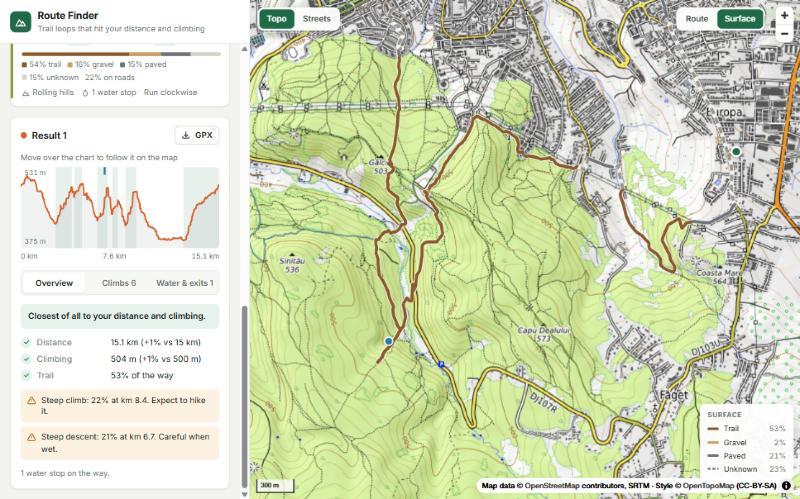 Route Finder
Trail loops that hit your distance and climbing
54% trail 16% gravel 15% paved
15% unknown 22% on roads
Rolling hills 1 water stop Run clockwise
Result 1
GPX
Move over the chart to follow it on the map
531 m
375 m
0 km 7.6 km 15.1 km
Overview Climbs 6 Water & exits 1
Closest of all to your distance and climbing.
Distance 15.1 km (+1% vs 15 km)
Climbing 504 m (+1% vs 500 m)
Trail 53% of the way
Steep climb: 22% at km 8.4. Expect to hike
it.
Steep descent: 21% at km 6.7. Careful when
wet.
1 water stop on the way.
Topo Streets
Route Surface
+
−
Europa
503
Sinitău
536
Coasta Mare
564
Capu Dealului
573
DJ103U
DJ107R
Făget
SURFACE
Trail 53%
Gravel 2%
Paved 21%
Unknown 23%
300 m
Map data © OpenStreetMap contributors, SRTM · Style © OpenTopoMap (CC-BY-SA)